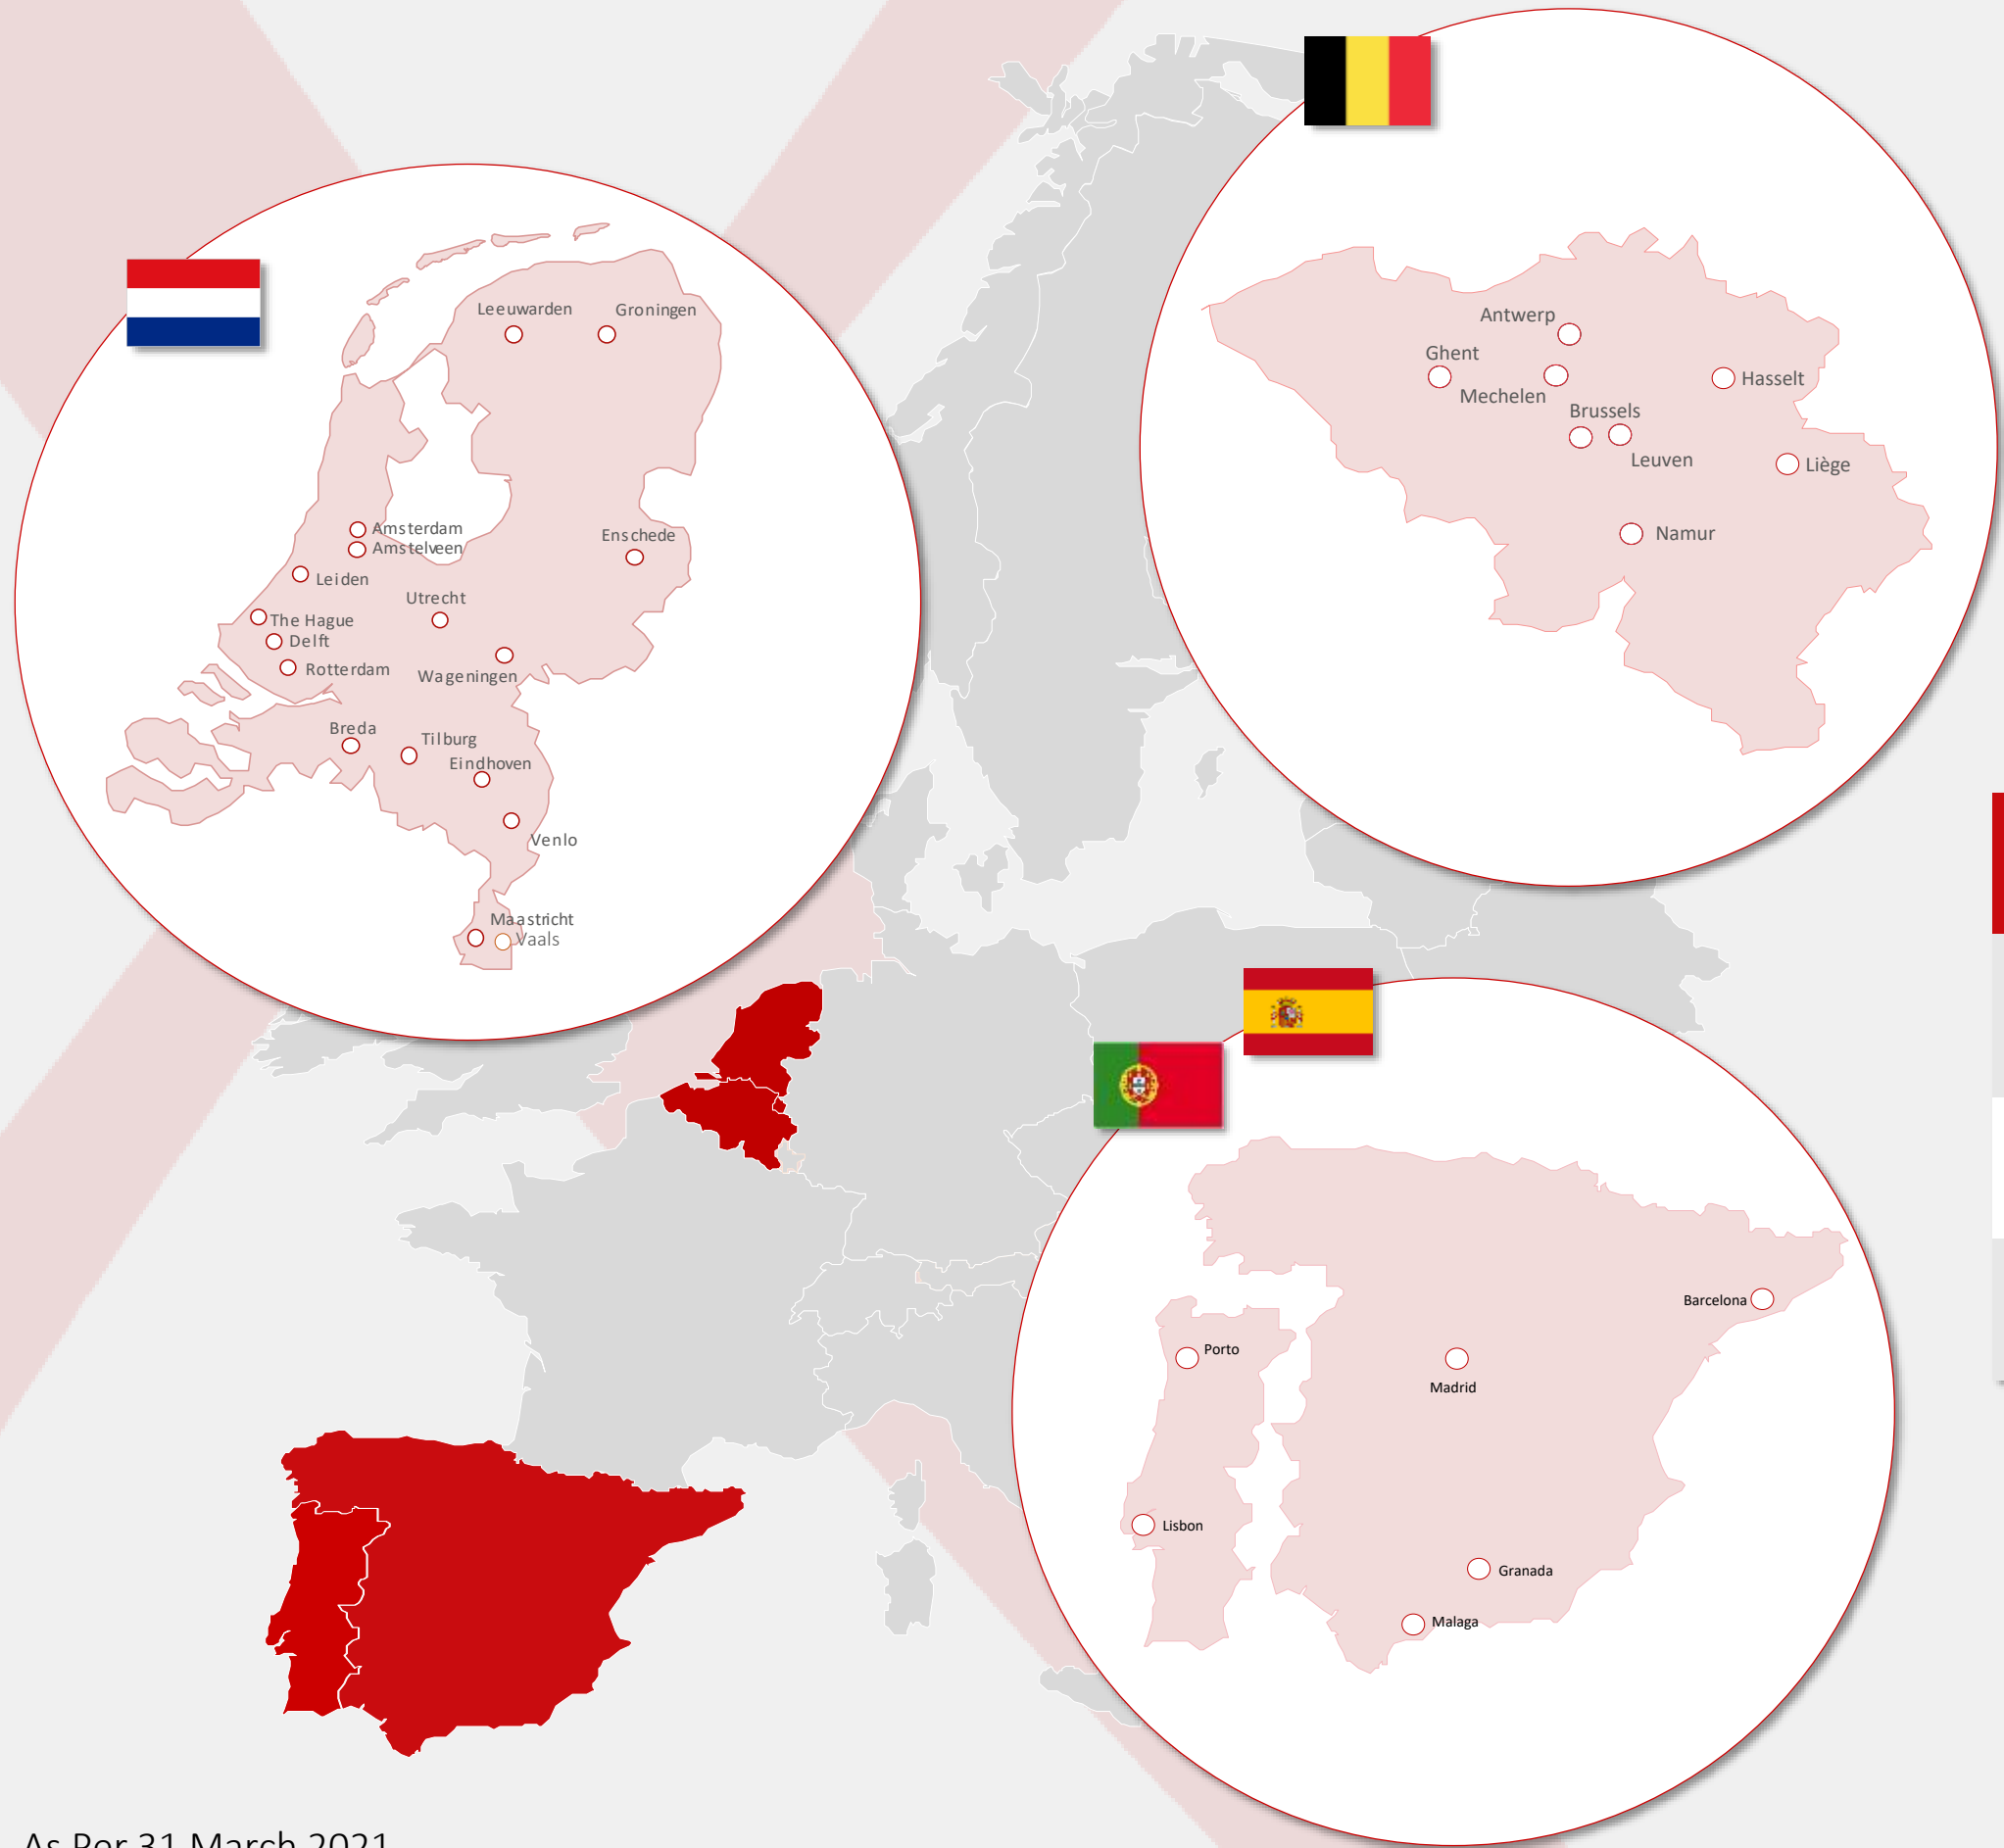 Leeuwarden
Groningen
Amsterdam
Amstelveen
Enschede
Leiden
Utrecht
The Hague
Delft
Rotterdam
Wageningen
Breda
Tilburg
Eindhoven
Venlo
Maastricht
Vaals
Antwerp
Ghent
Hasselt
Mechelen
Brussels
Leuven
Liège
Namur
Barcelona
Porto
Madrid
Lisbon
Granada
Malaga
As Per 31 March 2021